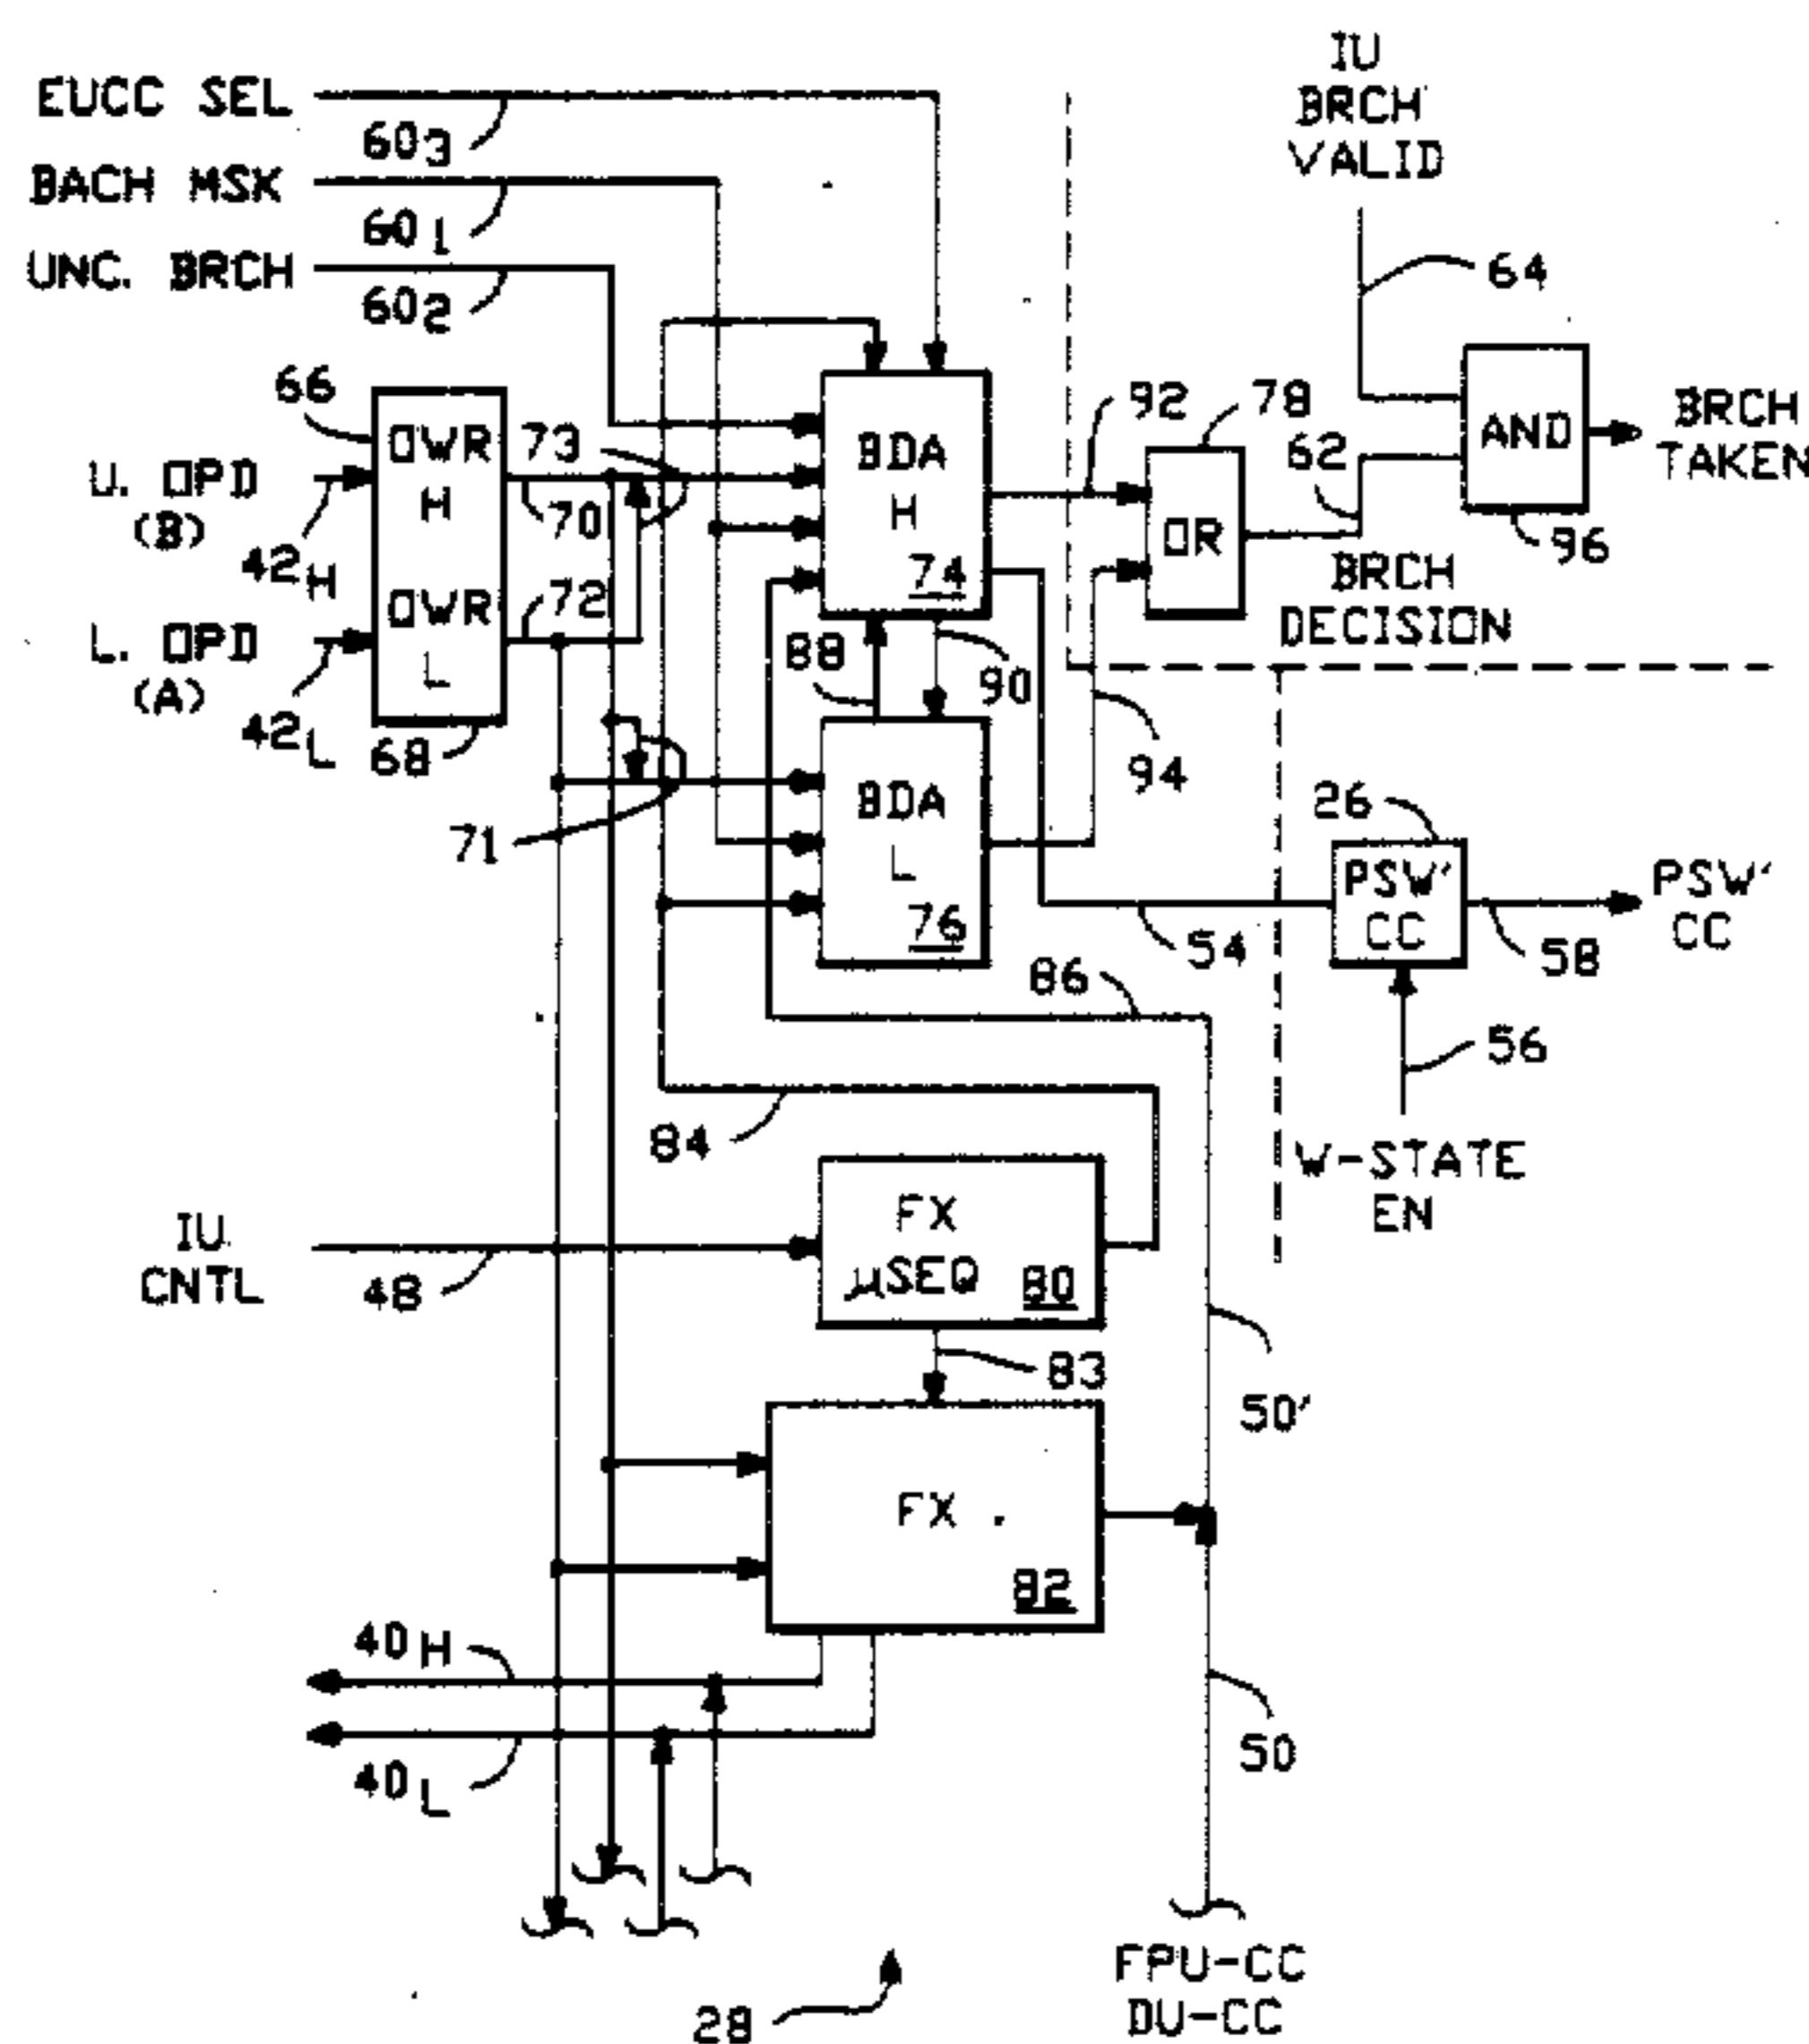 EUCC SEL
60₃
BACH MSK
60₁
UNC. BRCH
60₂
IU
BRCH
VALID
64
66
OWR
H
OWR
L
68
U. OPD
(B)
42H
L. OPD
(A)
42L
73
70
72
71
BDA
H
74
88
90
BDA
L
76
92
78
OR
62
94
AND
96
BRCH
TAKEN
BRCH
DECISION
26
PSW'
CC
PSW'
CC
54
58
56
W-STATE
EN
86
84
IU
CNTL
48
FX
µSEQ
80
83
50'
FX .
82
40H
40L
50
FPU-CC
DU-CC
28